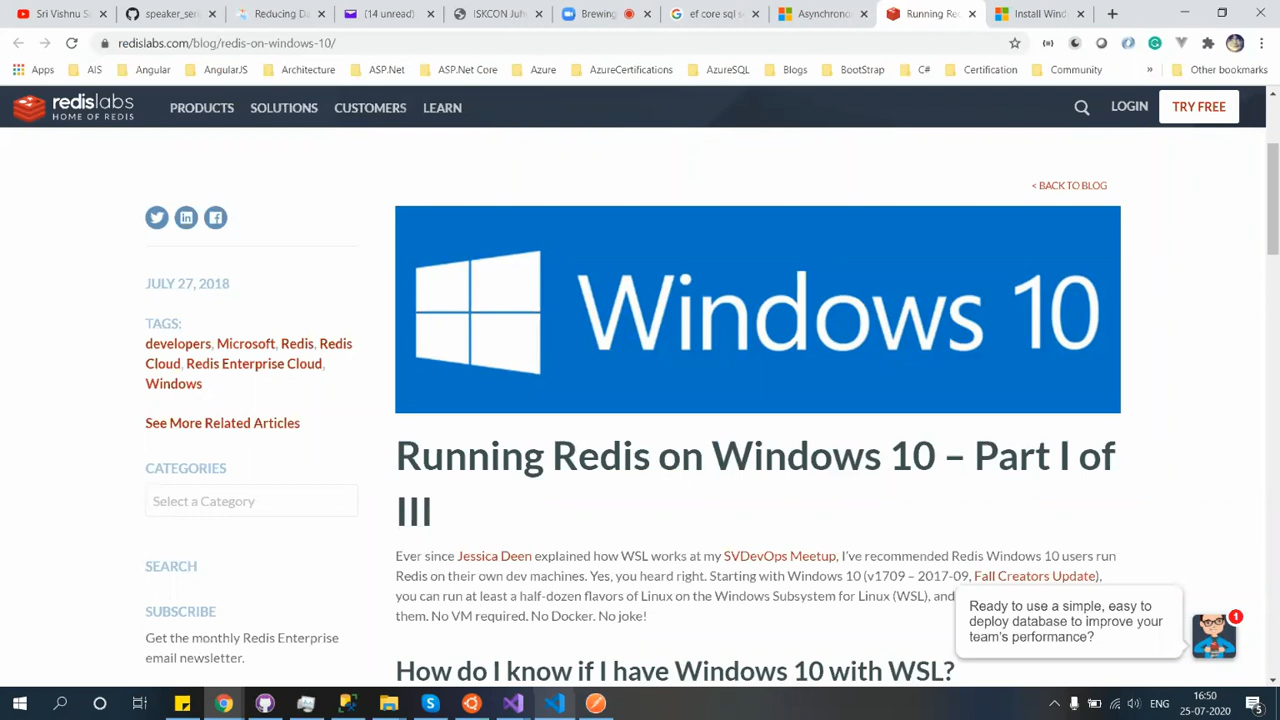 Sri Vishnu S
speaker_seri
Reducing Da
(14 unread)
ISKCON Juh
Brewing
ef core sql se
Asynchrono
Running Re
Install Wind
redislabs.com/blog/redis-on-windows-10/
Apps AIS Angular AngularJS Architecture ASP.Net ASP.Net Core Azure AzureCertifications AzureSQL Blogs BootStrap C# Certification Community » Other bookmarks
redislabs
HOME OF REDIS
PRODUCTS SOLUTIONS CUSTOMERS LEARN
LOGIN
TRY FREE
< BACK TO BLOG
Windows 10
JULY 27, 2018
TAGS:
developers, Microsoft, Redis, Redis
Cloud, Redis Enterprise Cloud,
Windows
See More Related Articles
CATEGORIES
Select a Category
SEARCH
SUBSCRIBE
Get the monthly Redis Enterprise
email newsletter.
Running Redis on Windows 10 – Part I of
III
Ever since Jessica Deen explained how WSL works at my SVDevOps Meetup, I've recommended Redis Windows 10 users run
Redis on their own dev machines. Yes, you heard right. Starting with Windows 10 (v1709 – 2017-09, Fall Creators Update),
you can run at least a half-dozen flavors of Linux on the Windows Subsystem for Linux (WSL), and
them. No VM required. No Docker. No joke!
How do I know if I have Windows 10 with WSL?
Ready to use a simple, easy to
deploy database to improve your
team's performance?
1
ENG
16:50
25-07-2020
5